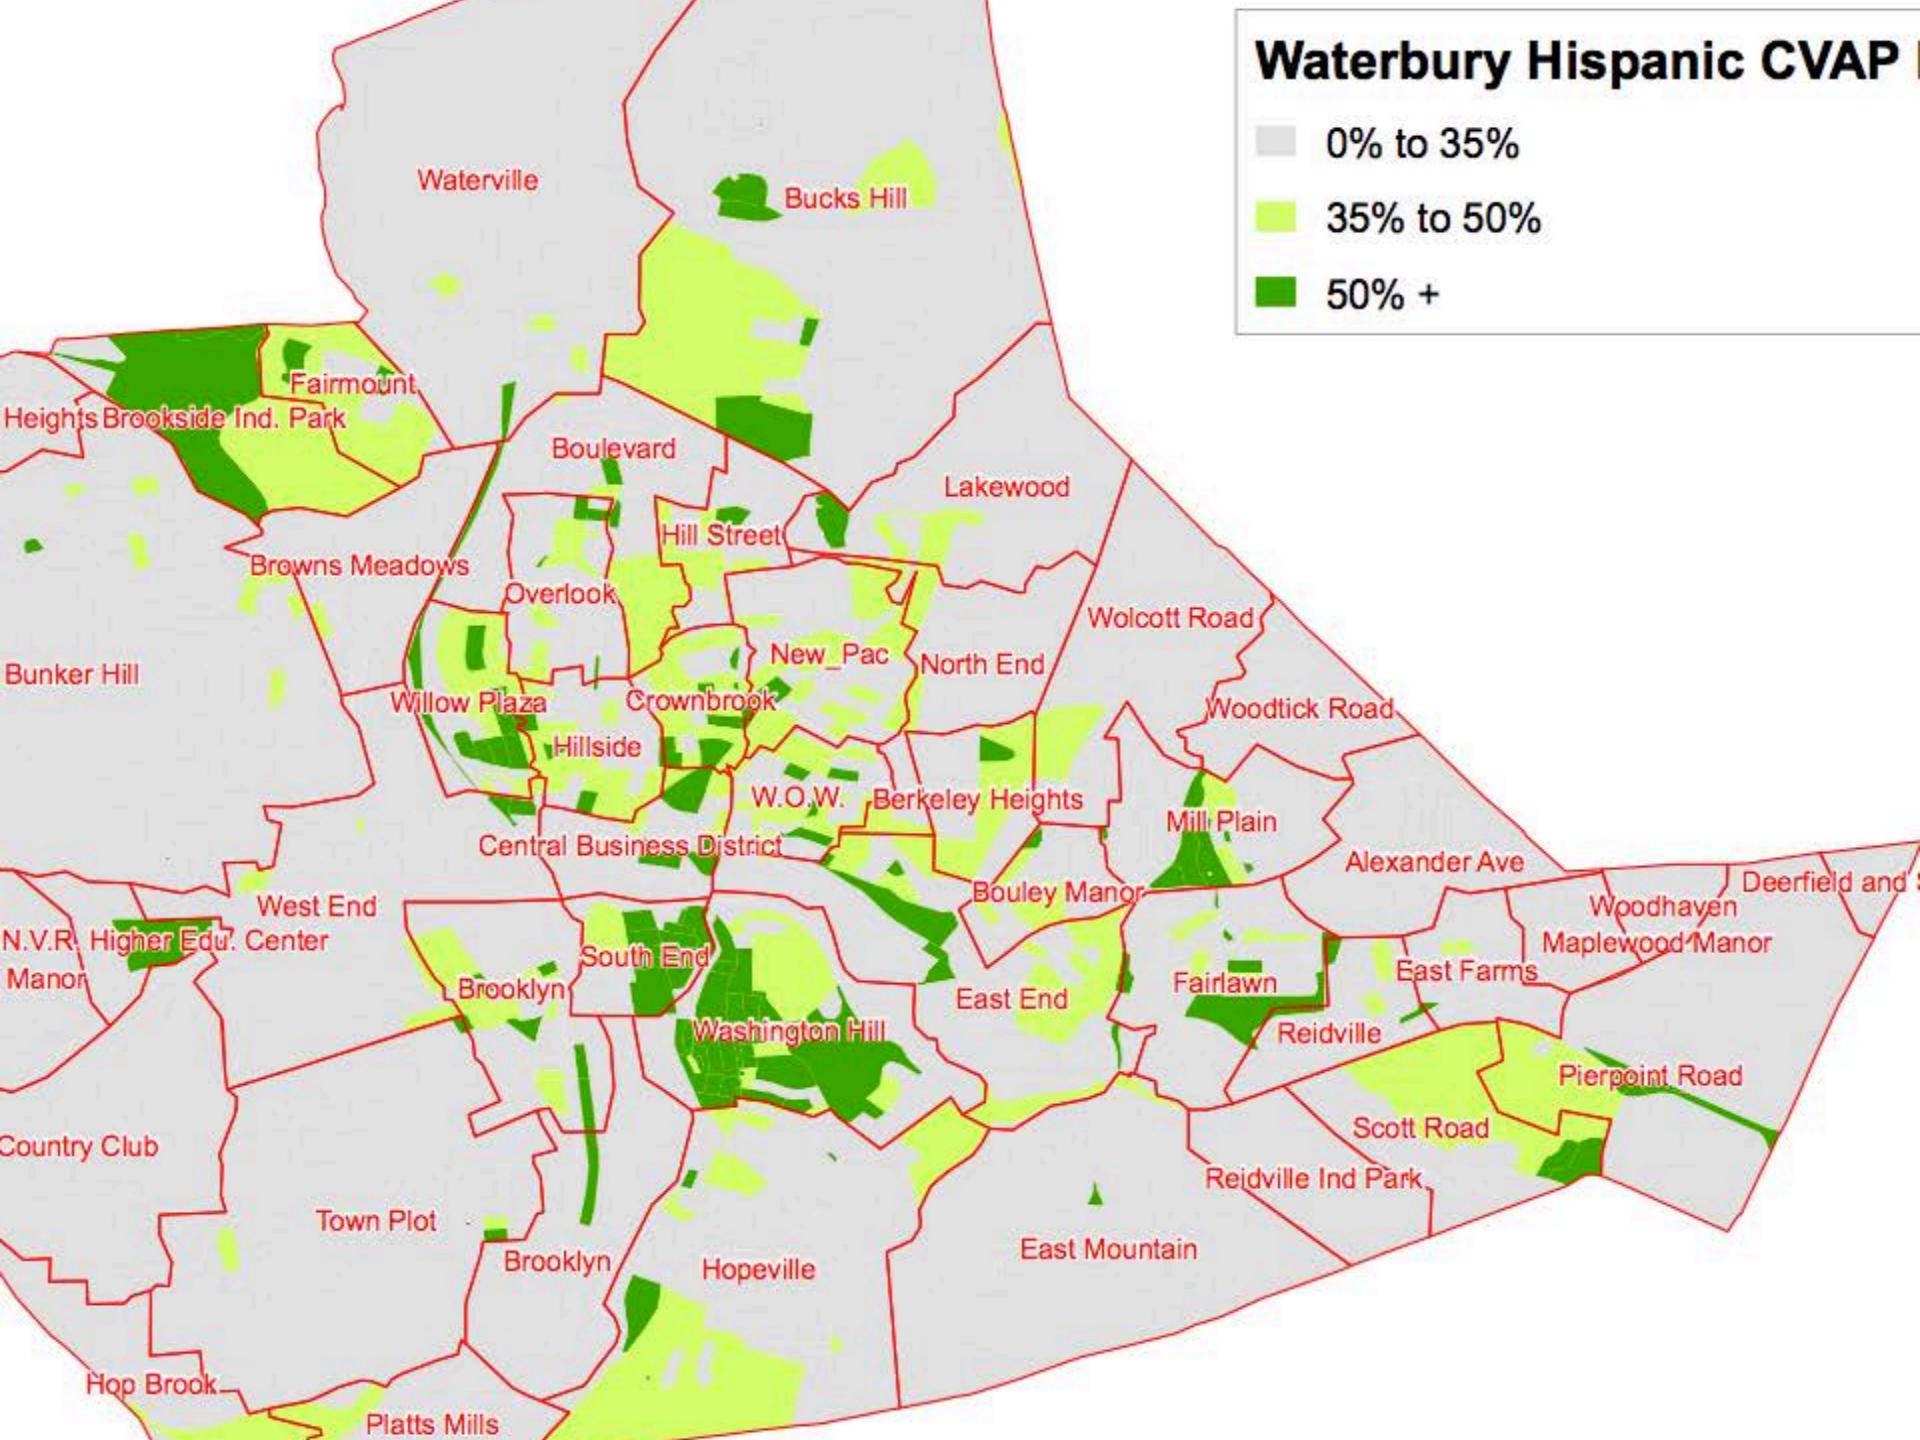 Waterbury Hispanic CVAP
0% to 35%
35% to 50%
50% +
Waterville
Bucks Hill
Fairmount
Heights
Brookside Ind. Park
Boulevard
Lakewood
Hill Street
Browns Meadows
Overlook
Wolcott Road
New_Pac
North End
Bunker Hill
Willow Plaza
Crownbrook
Woodtick Road
Hillside
W.O.W.
Berkeley Heights
Mill Plain
Central Business District
Alexander Ave
Deerfield and
Bouley Manor
West End
Woodhaven
N.V.R.
Manor
Higher Edu. Center
Maplewood Manor
South End
East Farms
Brooklyn
East End
Fairlawn
Washington Hill
Reidville
Pierpoint Road
Scott Road
Country Club
Reidville Ind Park
Town Plot
East Mountain
Brooklyn
Hopeville
Hop Brook
Platts Mills